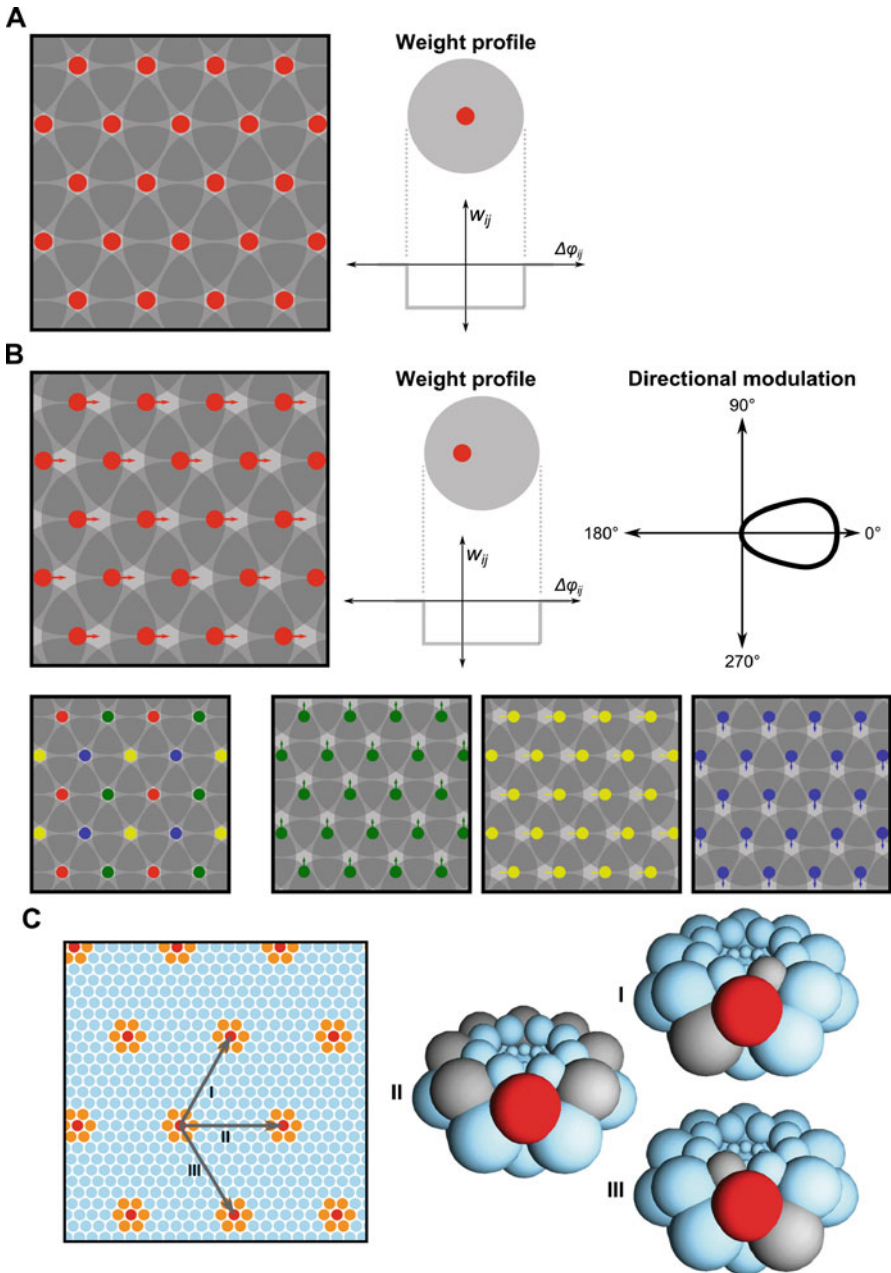 A
Weight profile
w_ij
Δφ_ij
B
Weight profile
w_ij
Δφ_ij
Directional modulation
90°
180°
0°
270°
C
I
II
III
II
I
III